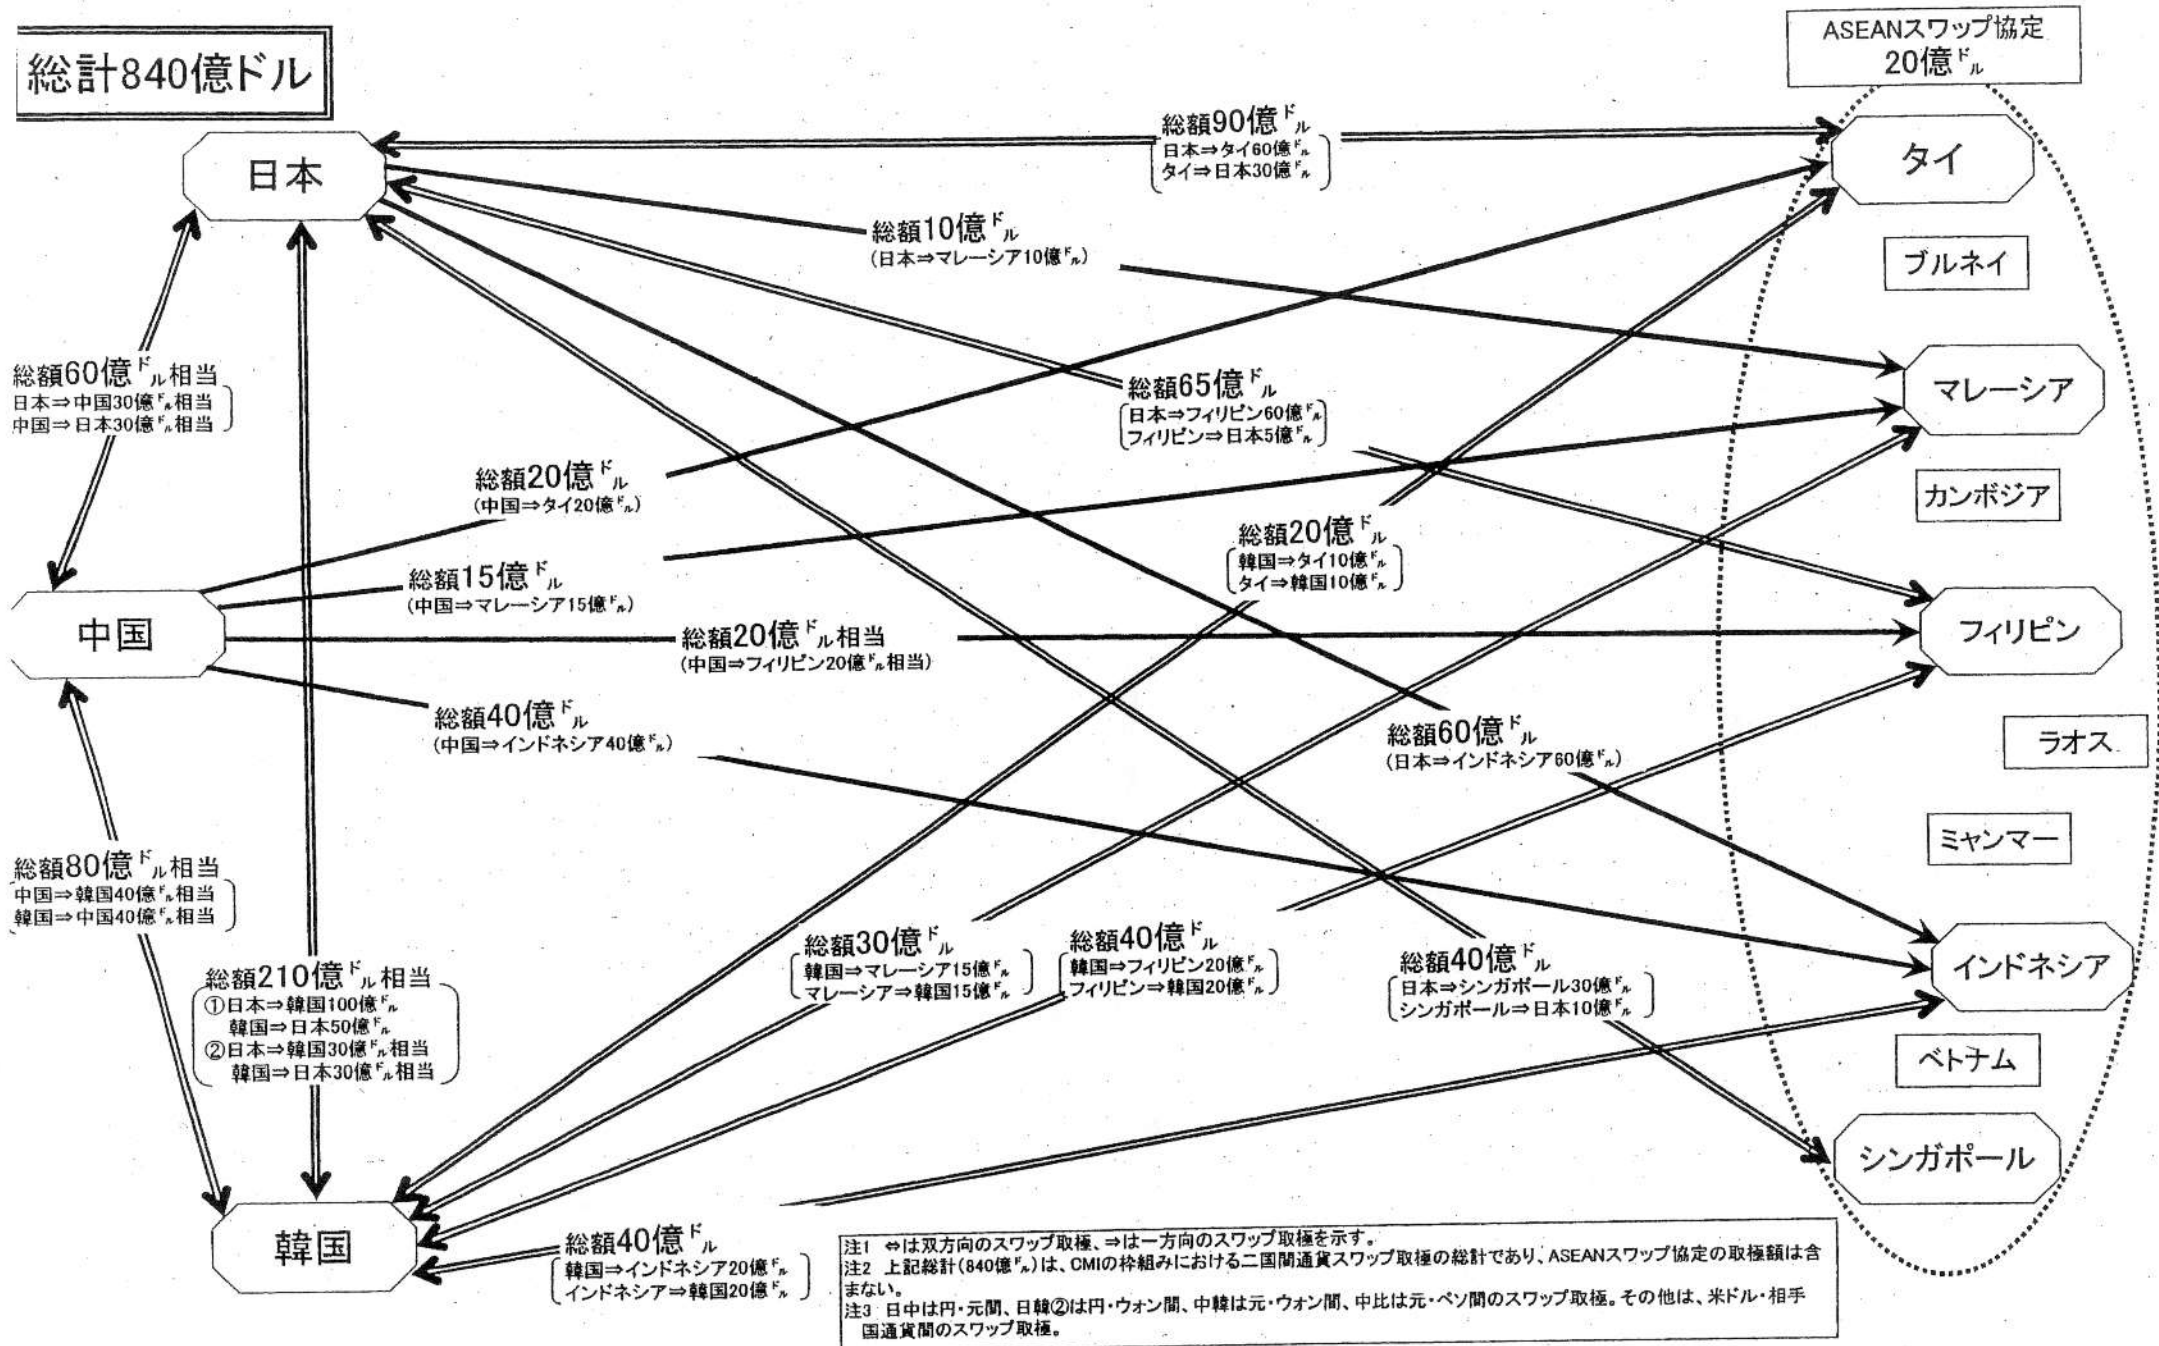 総計840億ドル
ASEANスワップ協定
20億ドル
日本
総額90億ドル
日本⇒タイ60億ドル
タイ⇒日本30億ドル
タイ
総額10億ドル
(日本⇒マレーシア10億ドル)
ブルネイ
総額60億ドル相当
日本⇒中国30億ドル相当
中国⇒日本30億ドル相当
総額65億ドル
日本⇒フィリピン60億ドル
フィリピン⇒日本5億ドル
マレーシア
総額20億ドル
(中国⇒タイ20億ドル)
カンボジア
総額20億ドル
韓国⇒タイ10億ドル
タイ⇒韓国10億ドル
総額15億ドル
(中国⇒マレーシア15億ドル)
中国
総額20億ドル相当
(中国⇒フィリピン20億ドル相当)
フィリピン
総額40億ドル
(中国⇒インドネシア40億ドル)
総額60億ドル
(日本⇒インドネシア60億ドル)
ラオス
ミャンマー
総額80億ドル相当
中国⇒韓国40億ドル相当
韓国⇒中国40億ドル相当
総額210億ドル相当
①日本⇒韓国100億ドル
韓国⇒日本50億ドル
②日本⇒韓国30億ドル相当
韓国⇒日本30億ドル相当
総額30億ドル
韓国⇒マレーシア15億ドル
マレーシア⇒韓国15億ドル
総額40億ドル
韓国⇒フィリピン20億ドル
フィリピン⇒韓国20億ドル
総額40億ドル
日本⇒シンガポール30億ドル
シンガポール⇒日本10億ドル
インドネシア
ベトナム
シンガポール
韓国
総額40億ドル
韓国⇒インドネシア20億ドル
インドネシア⇒韓国20億ドル
注1 ⇔は双方向のスワップ取極、⇒は一方向のスワップ取極を示す。
注2 上記総計(840億ドル)は、CMIの枠組みにおける二国間通貨スワップ取極の総計であり、ASEANスワップ協定の取極額は含
まない。
注3 日中は円・元間、日韓②は円・ウォン間、中韓は元・ウォン間、中比は元・ペソ間のスワップ取極。その他は、米ドル・相手
国通貨間のスワップ取極。